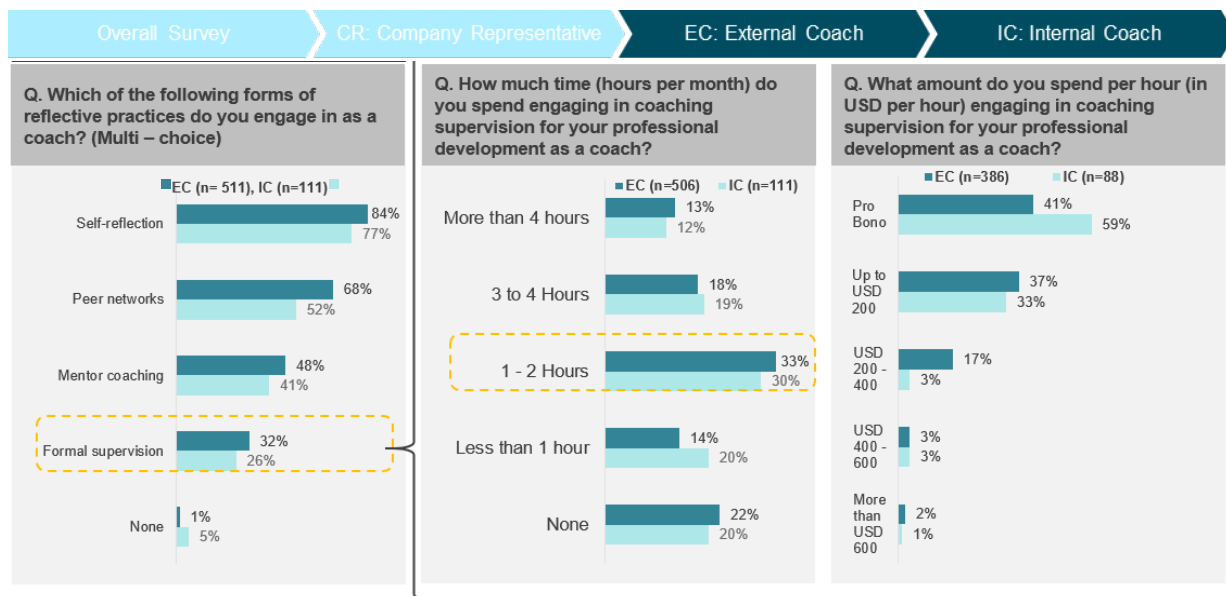 Overall Survey
CR: Company Representative
EC: External Coach
IC: Internal Coach
Q. Which of the following forms of
reflective practices do you engage in as a
coach? (Multi – choice)
EC (n= 511), IC (n=111)
Self-reflection
84%
77%
Peer networks
68%
52%
Mentor coaching
48%
41%
Formal supervision
32%
26%
None
1%
5%
Q. How much time (hours per month) do
you spend engaging in coaching
supervision for your professional
development as a coach?
EC (n=506)
IC (n=111)
More than 4 hours
13%
12%
3 to 4 Hours
18%
19%
1 - 2 Hours
33%
30%
Less than 1 hour
14%
20%
None
22%
20%
Q. What amount do you spend per hour (in
USD per hour) engaging in coaching
supervision for your professional
development as a coach?
EC (n=386)
IC (n=88)
Pro
Bono
41%
59%
Up to
USD
200
37%
33%
USD
200 -
400
17%
3%
USD
400 -
600
3%
3%
More
than
USD
600
2%
1%